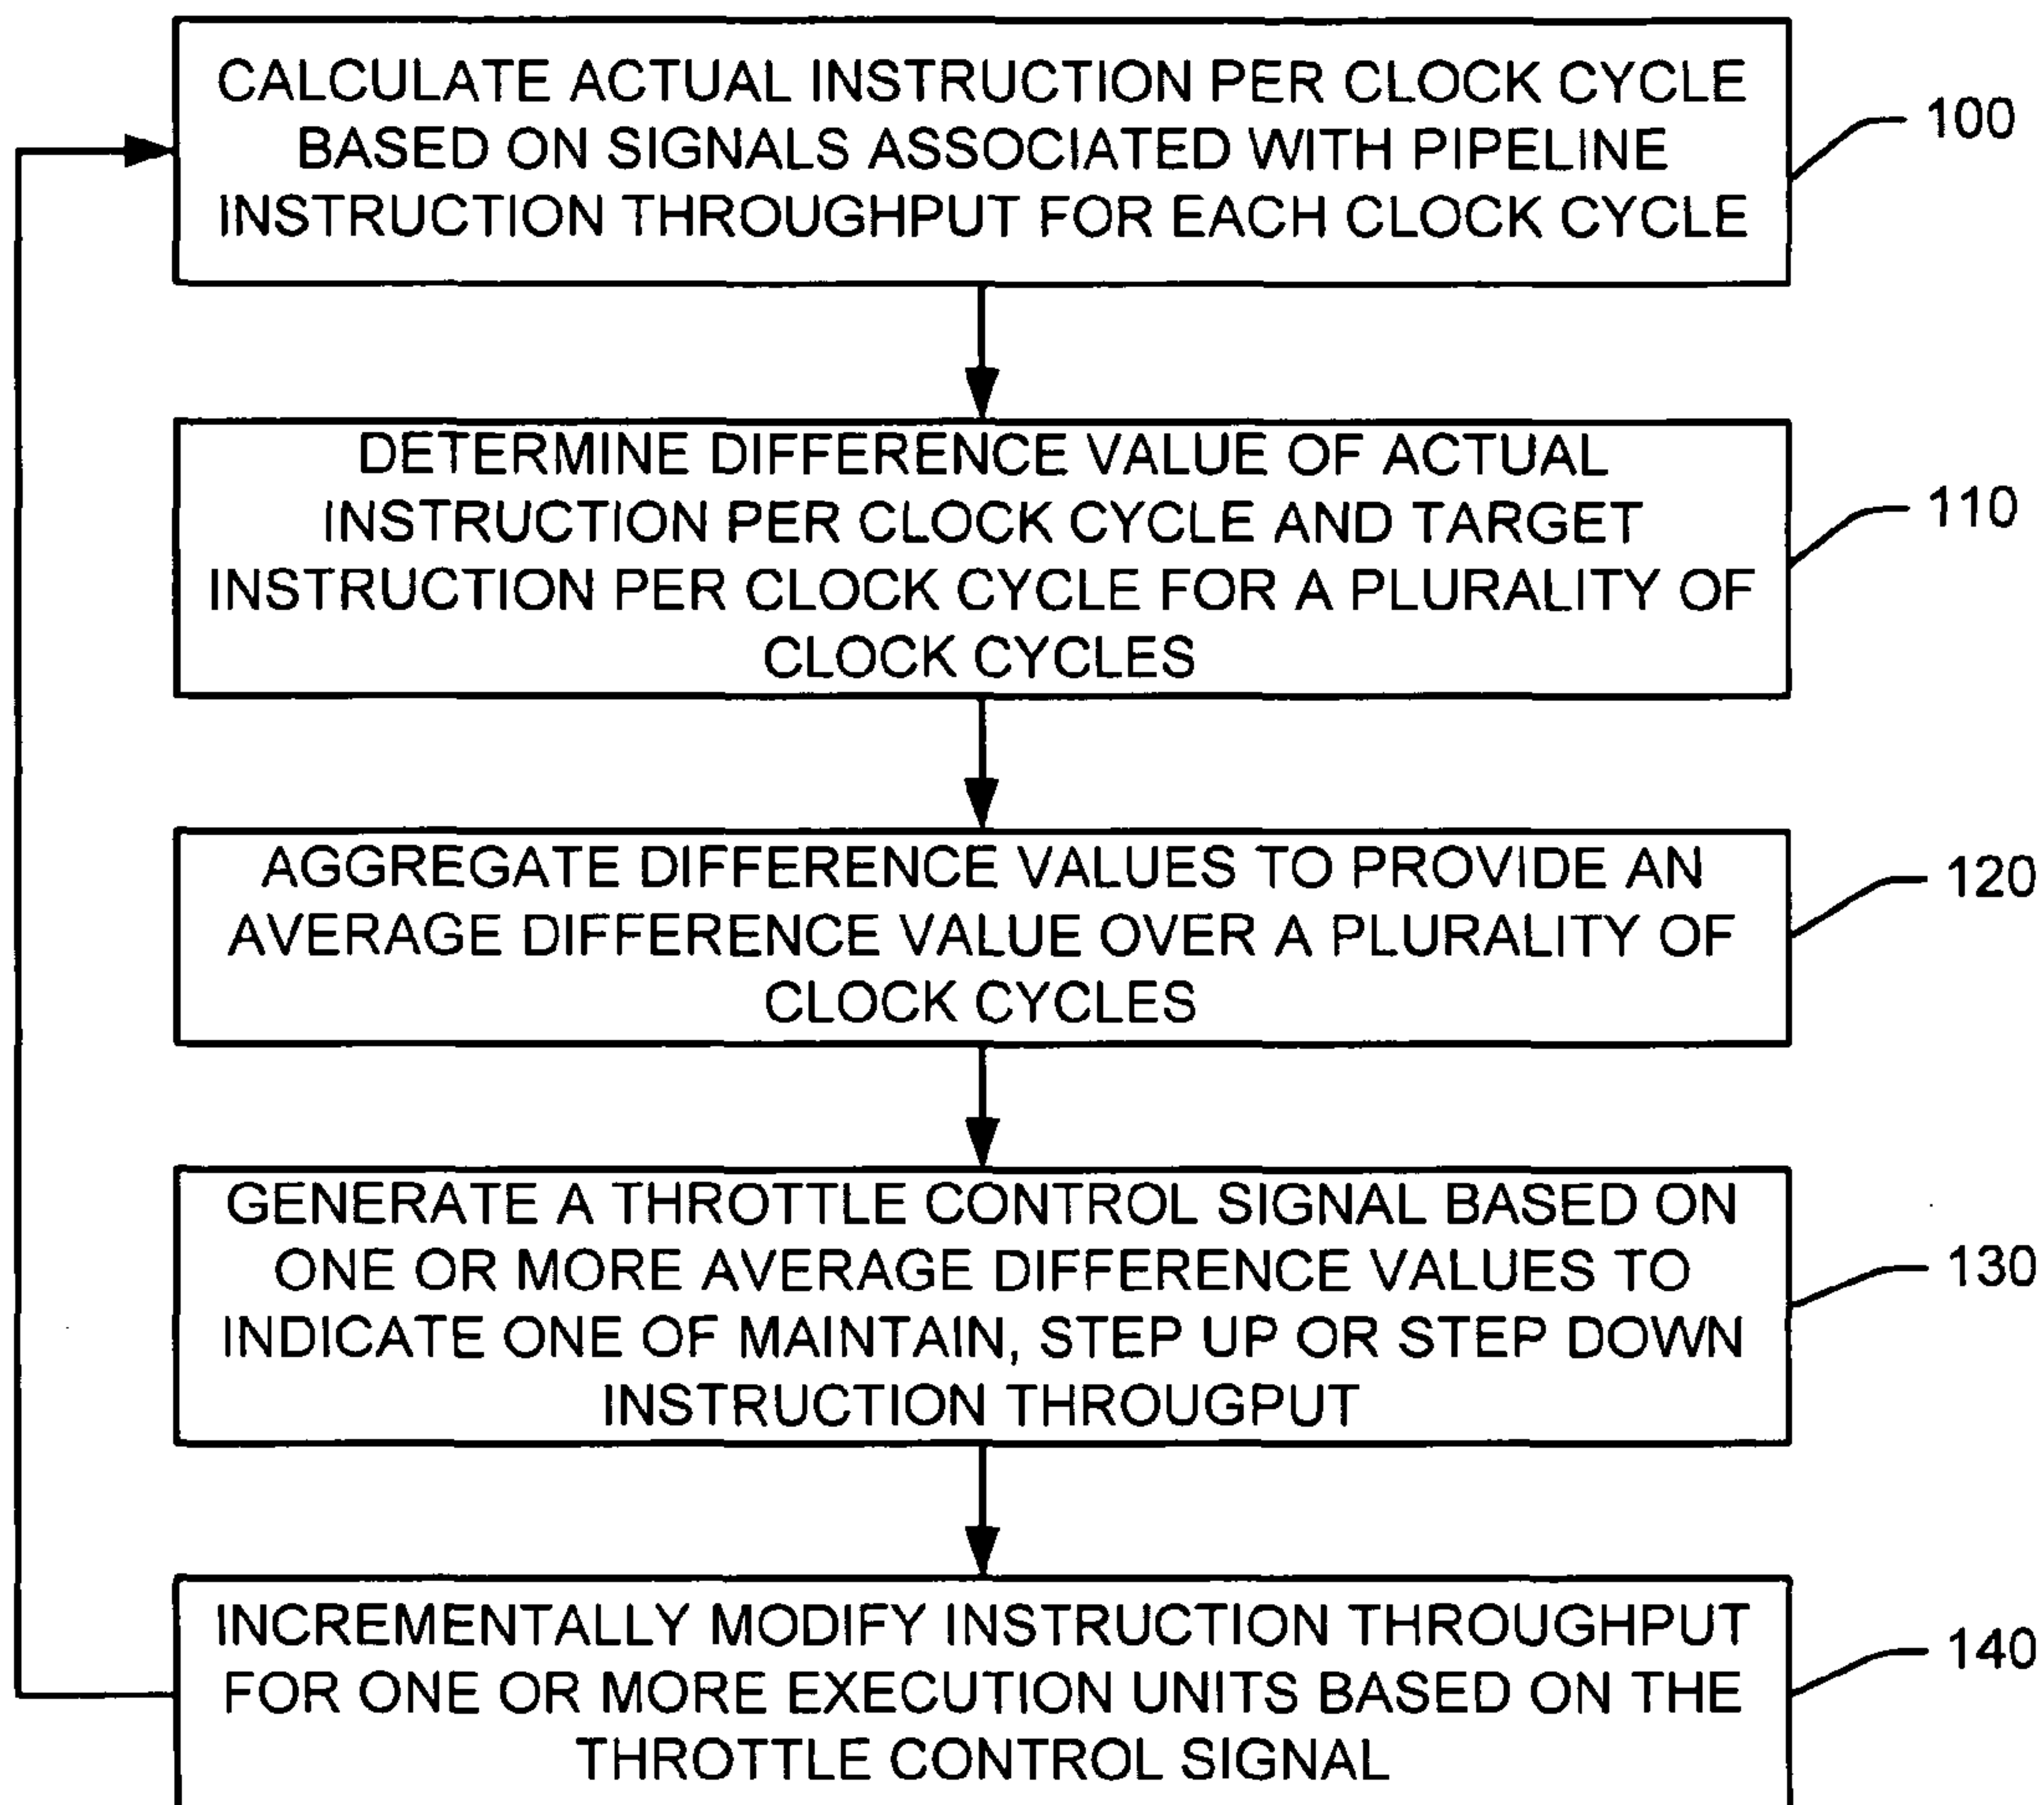 CALCULATE ACTUAL INSTRUCTION PER CLOCK CYCLE
BASED ON SIGNALS ASSOCIATED WITH PIPELINE
INSTRUCTION THROUGHPUT FOR EACH CLOCK CYCLE
100
DETERMINE DIFFERENCE VALUE OF ACTUAL
INSTRUCTION PER CLOCK CYCLE AND TARGET
INSTRUCTION PER CLOCK CYCLE FOR A PLURALITY OF
CLOCK CYCLES
110
AGGREGATE DIFFERENCE VALUES TO PROVIDE AN
AVERAGE DIFFERENCE VALUE OVER A PLURALITY OF
CLOCK CYCLES
120
GENERATE A THROTTLE CONTROL SIGNAL BASED ON
ONE OR MORE AVERAGE DIFFERENCE VALUES TO
INDICATE ONE OF MAINTAIN, STEP UP OR STEP DOWN
INSTRUCTION THROUGPUT
130
INCREMENTALLY MODIFY INSTRUCTION THROUGHPUT
FOR ONE OR MORE EXECUTION UNITS BASED ON THE
THROTTLE CONTROL SIGNAL
140